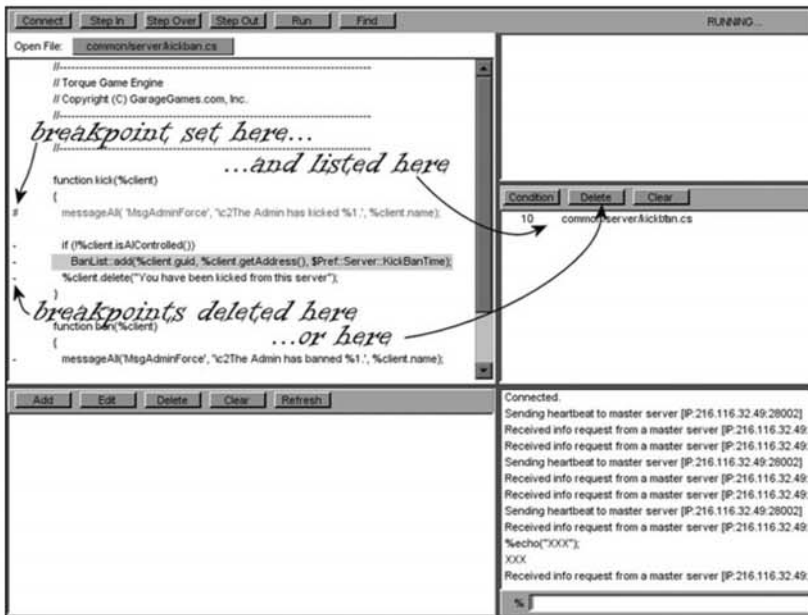 Connect Step In Step Over Step Out Run Find RUNNING...
Open File: common/server/kickban.cs
//-----------------------------------------------------------------------------
// Torque Game Engine
// Copyright (C) GarageGames.com, Inc.
//-----------------------------------------------------------------------------
breakpoint set here...
//-----------------------------------------------------------------------------
...and listed here
function kick(%client)
{
# messageAll( 'MsgAdminForce', '\c2The Admin has kicked %1.', %client.name);
- if (!%client.isAIControlled())
- BanList::add(%client.guid, %client.getAddress(), $Pref::Server::KickBanTime);
- %client.delete("You have been kicked from this server");
}
breakpoints deleted here
function ban(%client)
...or here
{
- messageAll('MsgAdminForce', '\c2The Admin has banned %1.', %client.name);
Condition Delete Clear
10 common/server/kickban.cs
Add Edit Delete Clear Refresh
Connected.
Sending heartbeat to master server [IP:216.116.32.49:28002]
Received info request from a master server [IP:216.116.32.49:
Received info request from a master server [IP:216.116.32.49:
Sending heartbeat to master server [IP:216.116.32.49:28002]
Received info request from a master server [IP:216.116.32.49:
Received info request from a master server [IP:216.116.32.49:
Sending heartbeat to master server [IP:216.116.32.49:28002]
Received info request from a master server [IP:216.116.32.49:
%echo("XXX");
XXX
Received info request from a master server [IP:216.116.32.49:
%